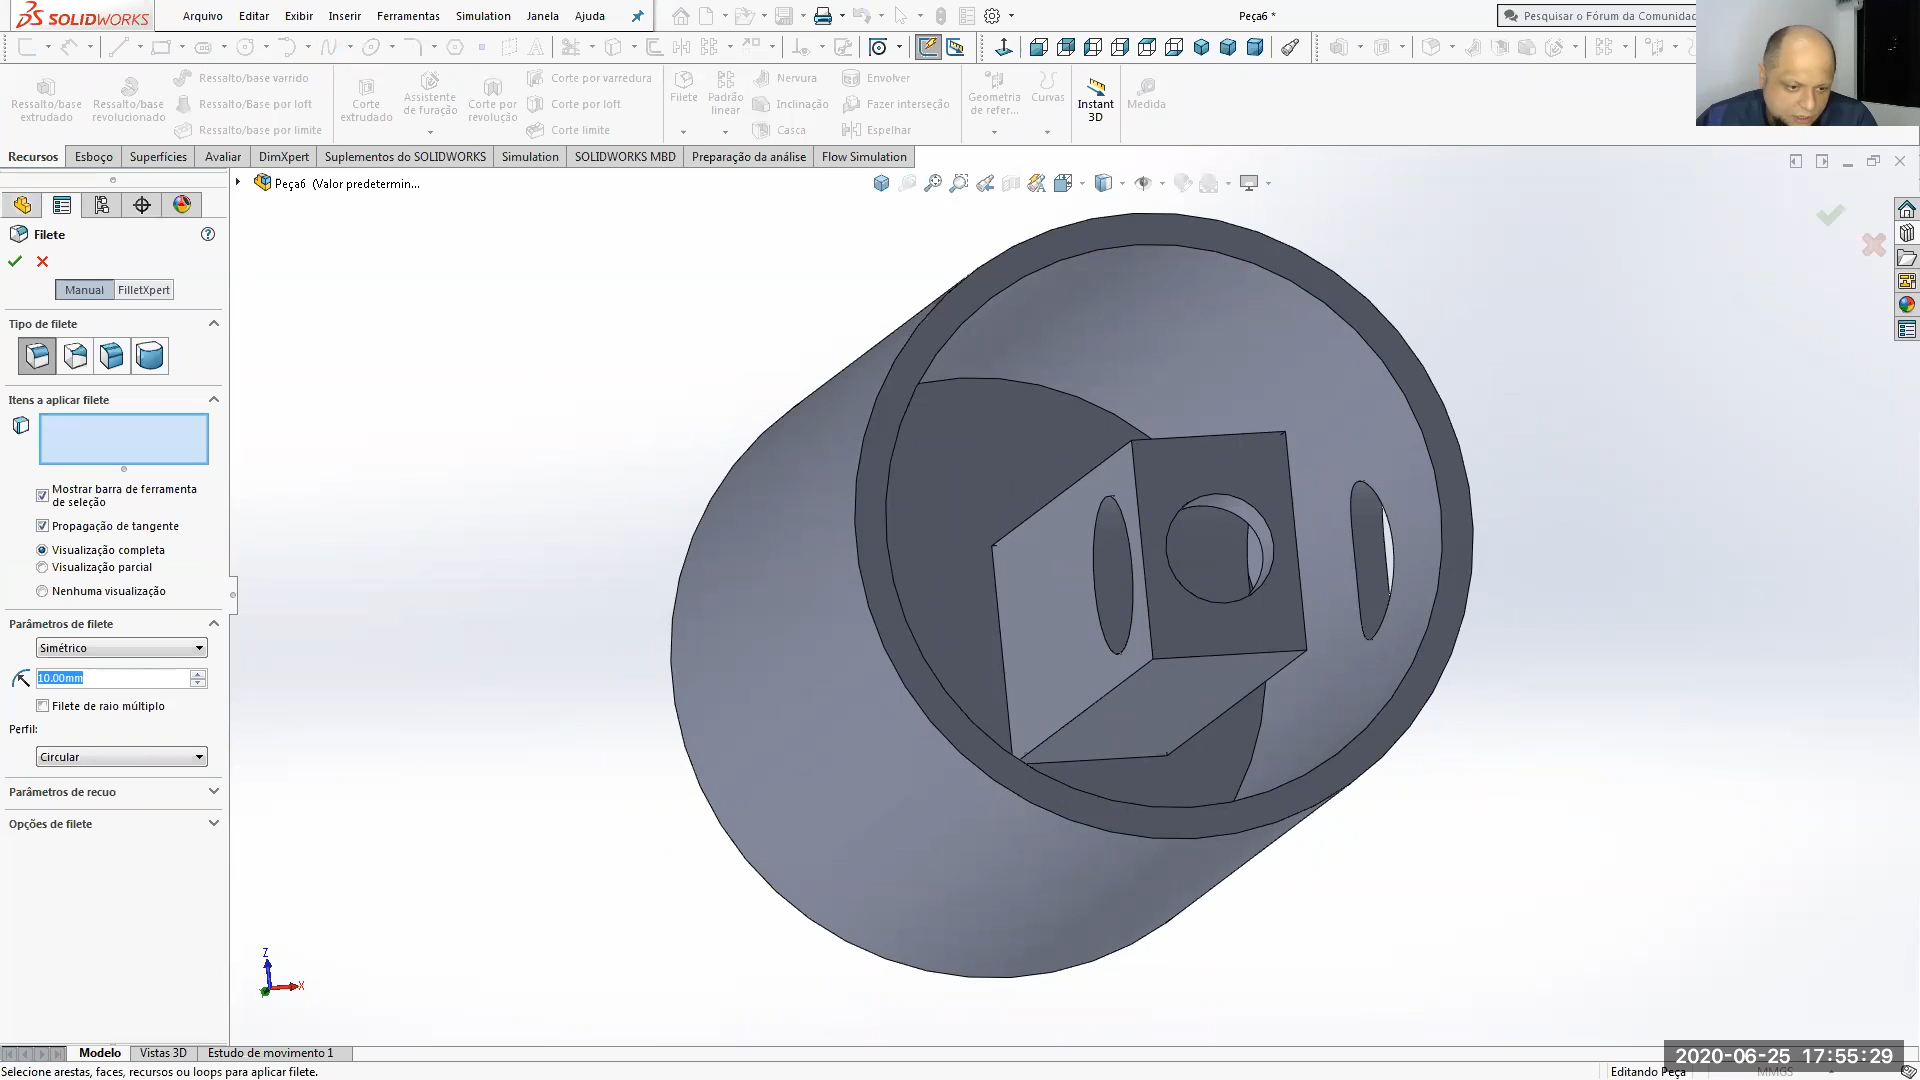 SOLIDWORKS
Arquivo Editar Exibir Inserir Ferramentas Simulation Janela Ajuda
Peça6 *
Pesquisar o Fórum da Comunidac
Ressalto/base extrudado
Ressalto/base revolucionado
Ressalto/base varrido
Ressalto/Base por loft
Ressalto/base por limite
Corte extrudado
Assistente de furação
Corte por revolução
Corte por varredura
Corte por loft
Corte limite
Filete
Padrão linear
Nervura
Inclinação
Casca
Envolver
Fazer interseção
Espelhar
Geometria de refer...
Curvas
Instant 3D
Medida
Recursos Esboço Superfícies Avaliar DimXpert Suplementos do SOLIDWORKS Simulation SOLIDWORKS MBD Preparação da análise Flow Simulation
Peça6 (Valor predetermin...
Filete
Manual FilletXpert
Tipo de filete
Itens a aplicar filete
Mostrar barra de ferramenta
de seleção
Propagação de tangente
Visualização completa
Visualização parcial
Nenhuma visualização
Parâmetros de filete
Simétrico
10.00mm
Filete de raio múltiplo
Perfil:
Circular
Parâmetros de recuo
Opções de filete
Z
X
Modelo Vistas 3D Estudo de movimento 1
2020-06-25 17:55:29
Selecione arestas, faces, recursos ou loops para aplicar filete.
Editando Peça MMGS